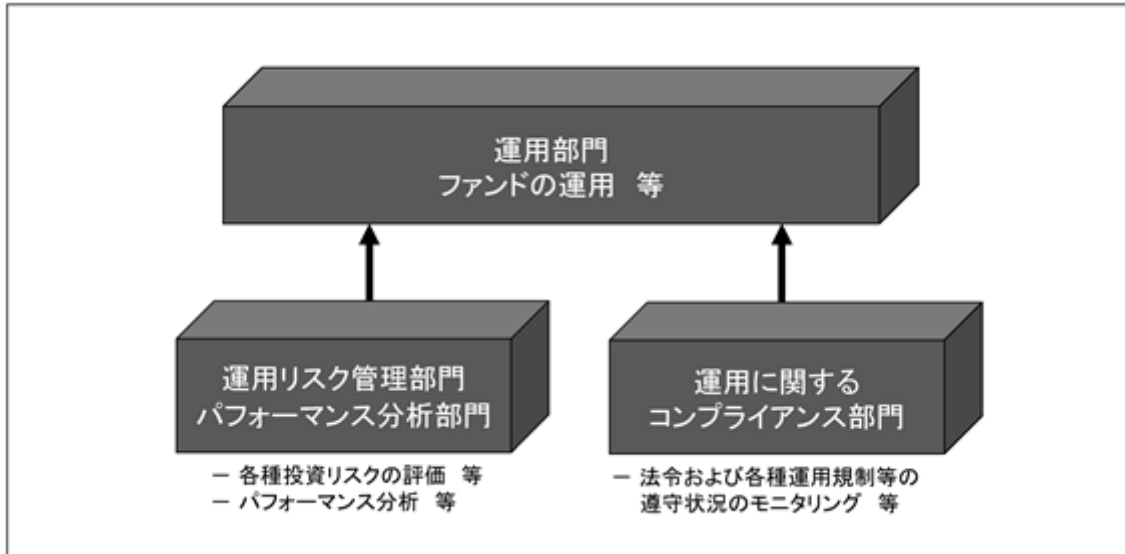 運用部門
ファンドの運用 等
運用リスク管理部門
パフォーマンス分析部門
－ 各種投資リスクの評価 等
－ パフォーマンス分析 等
運用に関する
コンプライアンス部門
－ 法令および各種運用規制等の
遵守状況のモニタリング 等